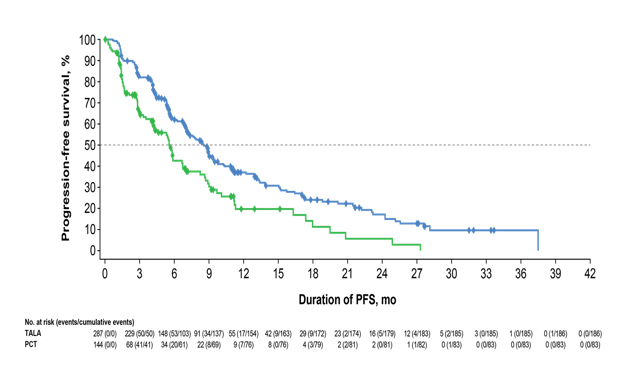 Progression-free survival, %
100
90
80
70
60
50
40
30
20
10
0
0 3 6 9 12 15 18 21 24 27 30 33 36 39 42
Duration of PFS, mo
No. at risk (events/cumulative events)
TALA 287 (0/0) 229 (50/50) 148 (53/103) 91 (34/137) 55 (17/154) 42 (9/163) 29 (9/172) 23 (2/174) 16 (5/179) 12 (4/183) 5 (2/185) 3 (0/185) 1 (0/185) 0 (1/186) 0 (0/186)
PCT 144 (0/0) 68 (41/41) 34 (20/61) 22 (8/69) 9 (7/76) 8 (0/76) 4 (3/79) 2 (2/81) 2 (0/81) 1 (1/82) 0 (1/83) 0 (0/83) 0 (0/83) 0 (0/83) 0 (0/83)